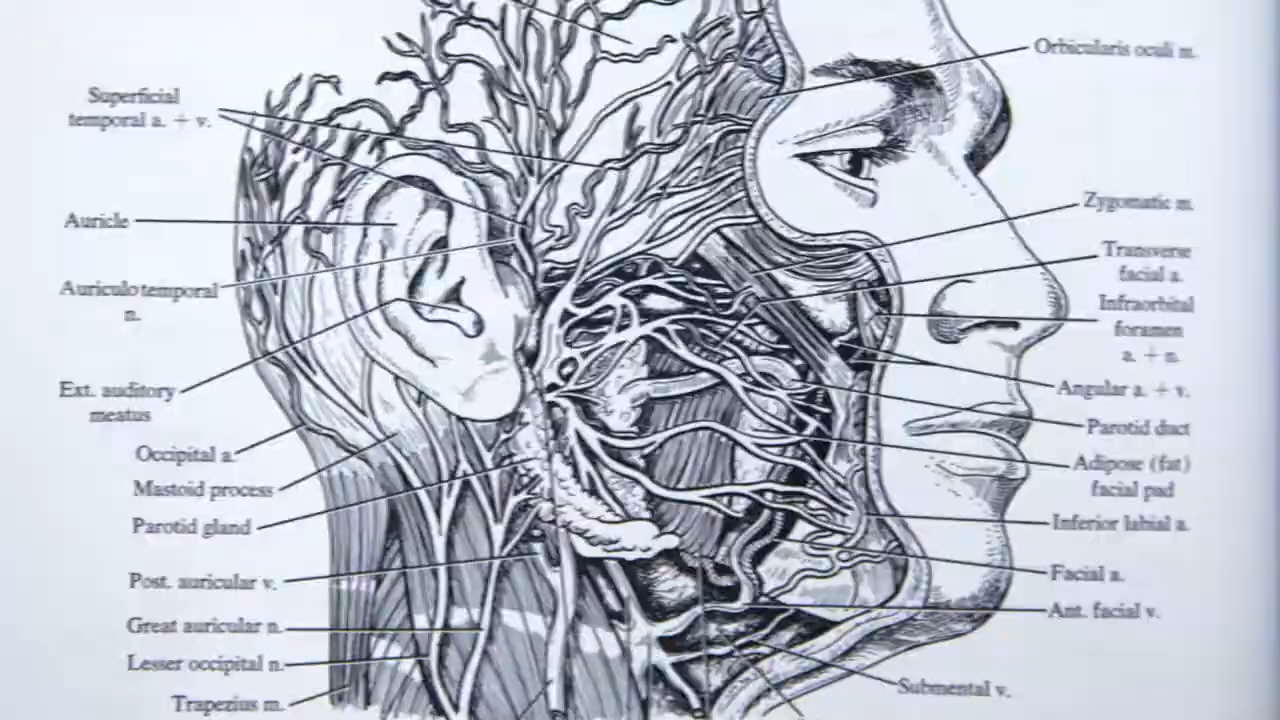 Superficial
temporal a. + v.
Auricle
Auriculo temporal
n.
Ext. auditory
meatus
Occipital a.
Mastoid process
Parotid gland
Post. auricular v.
Great auricular n.
Lesser occipital n.
Trapezius m.
Orbicularis oculi m.
Zygomatic m.
Transverse
facial a.
Infraorbital
foramen
a. + n.
Angular a. + v.
Parotid duct
Adipose (fat)
facial pad
Inferior labial a.
Facial a.
Ant. facial v.
Submental v.